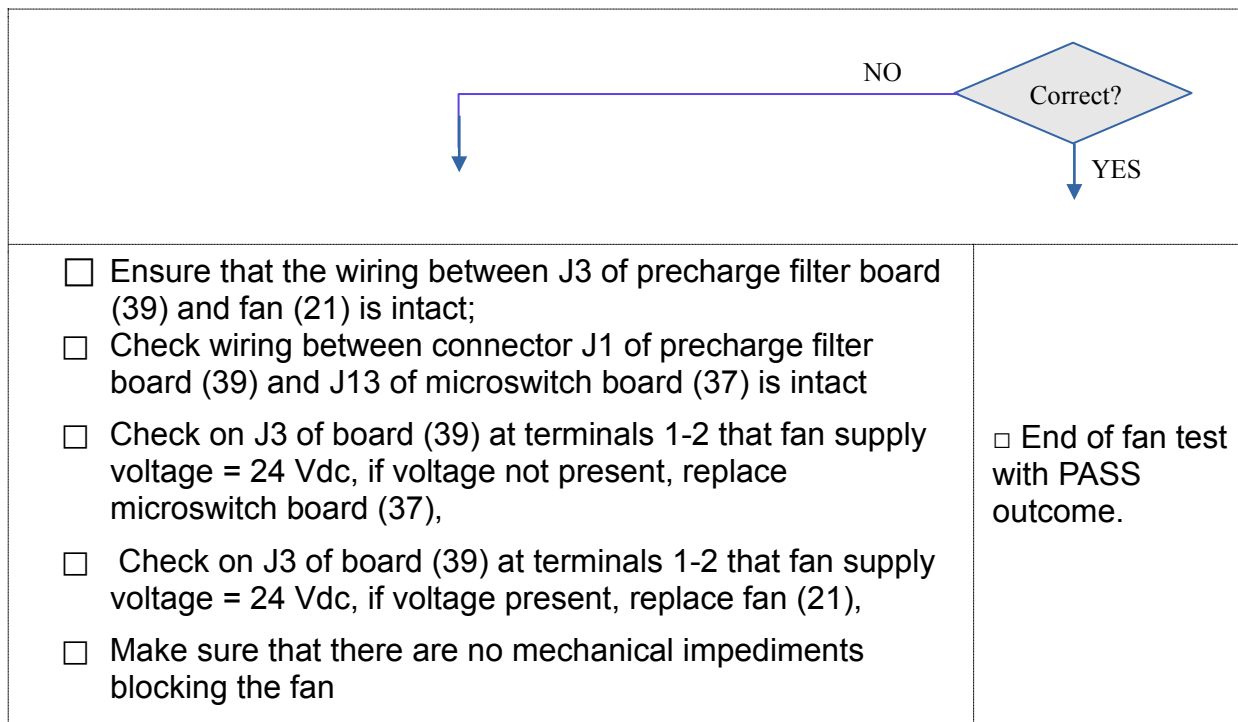 NO
Correct?
YES
□ Ensure that the wiring between J3 of precharge filter board
(39) and fan (21) is intact;
□ Check wiring between connector J1 of precharge filter
board (39) and J13 of microswitch board (37) is intact
□ Check on J3 of board (39) at terminals 1-2 that fan supply
voltage = 24 Vdc, if voltage not present, replace
microswitch board (37),
□ Check on J3 of board (39) at terminals 1-2 that fan supply
voltage = 24 Vdc, if voltage present, replace fan (21),
□ Make sure that there are no mechanical impediments
blocking the fan
□ End of fan test
with PASS
outcome.